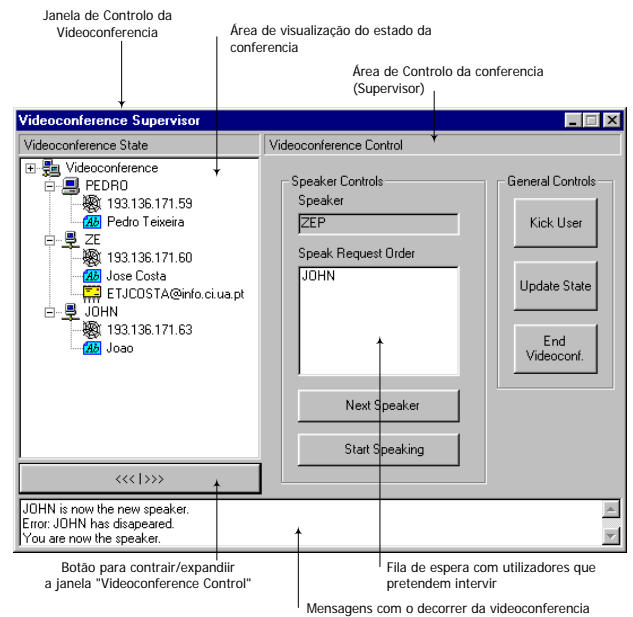 Janela de Controlo da
Videoconferencia
Área de visualização do estado da
conferencia
Área de Controlo da conferencia
(Supervisor)
Videoconference Supervisor
Videoconference State
Videoconference Control
Videoconference
PEDRO
193.136.171.59
Ab Pedro Teixeira
ZE
193.136.171.60
Ab Jose Costa
ETJCOSTA@info.ci.ua.pt
JOHN
193.136.171.63
Ab Joao
<<< | >>>
Speaker Controls
Speaker
ZEP
Speak Request Order
JOHN
Next Speaker
Start Speaking
General Controls
Kick User
Update State
End
Videoconf.
JOHN is now the new speaker.
Error: JOHN has disapeared.
You are now the speaker.
Botão para contrair/expandiir
a janela "Videoconference Control"
Fila de espera com utilizadores que
pretendem intervir
Mensagens com o decorrer da videoconferencia